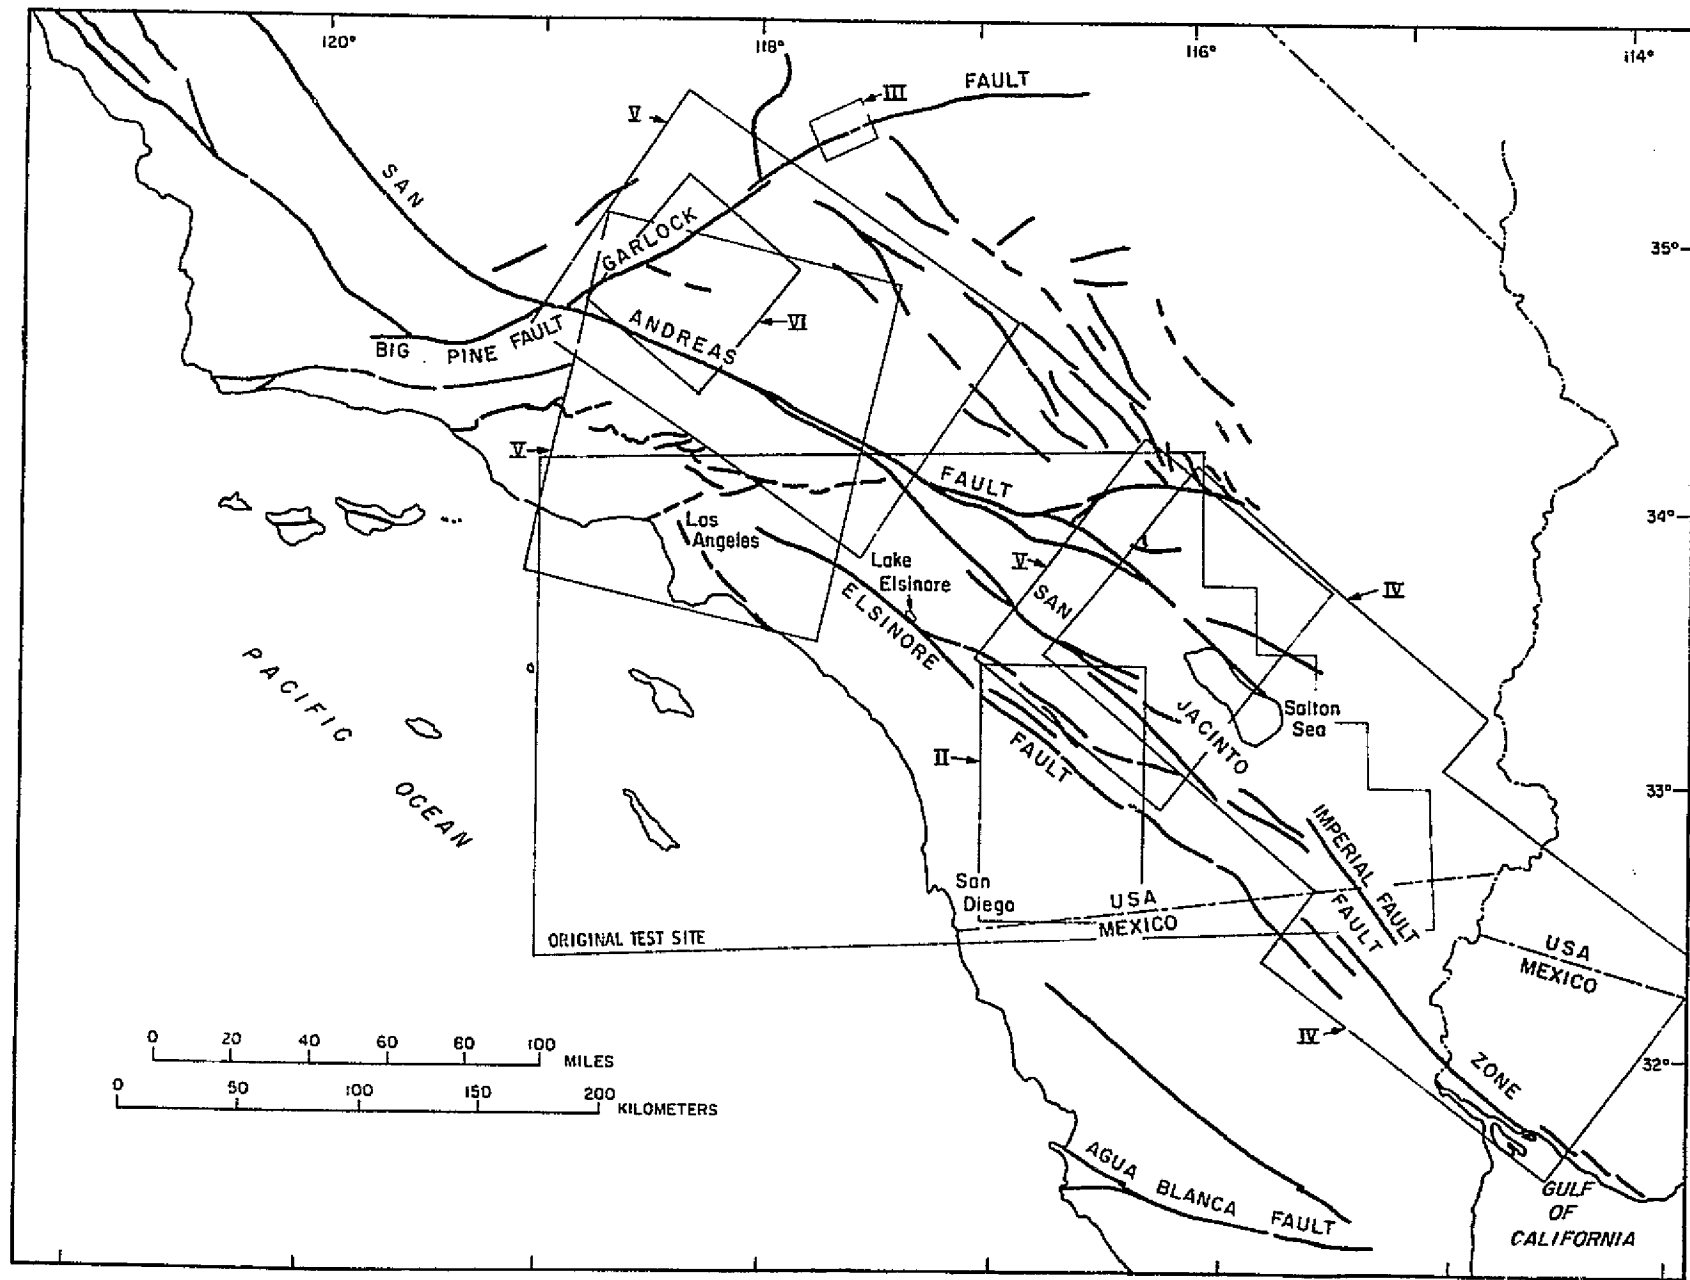 120°
118°
116°
114°
V
III
FAULT
SAN
GARLOCK
35°
ANDREAS
VI
BIG PINE FAULT
V
FAULT
34°
Los
Angeles
Lake
Elsinore
V
SAN
IV
ELSINORE
PACIFIC
OCEAN
JACINTO
Salton
Sea
II
FAULT
33°
IMPERIAL FAULT
San
Diego
USA
MEXICO
FAULT
ORIGINAL TEST SITE
USA
MEXICO
IV
0 20 40 60 80 100 MILES
0 50 100 150 200 KILOMETERS
32°
ZONE
AGUA BLANCA FAULT
GULF
OF
CALIFORNIA